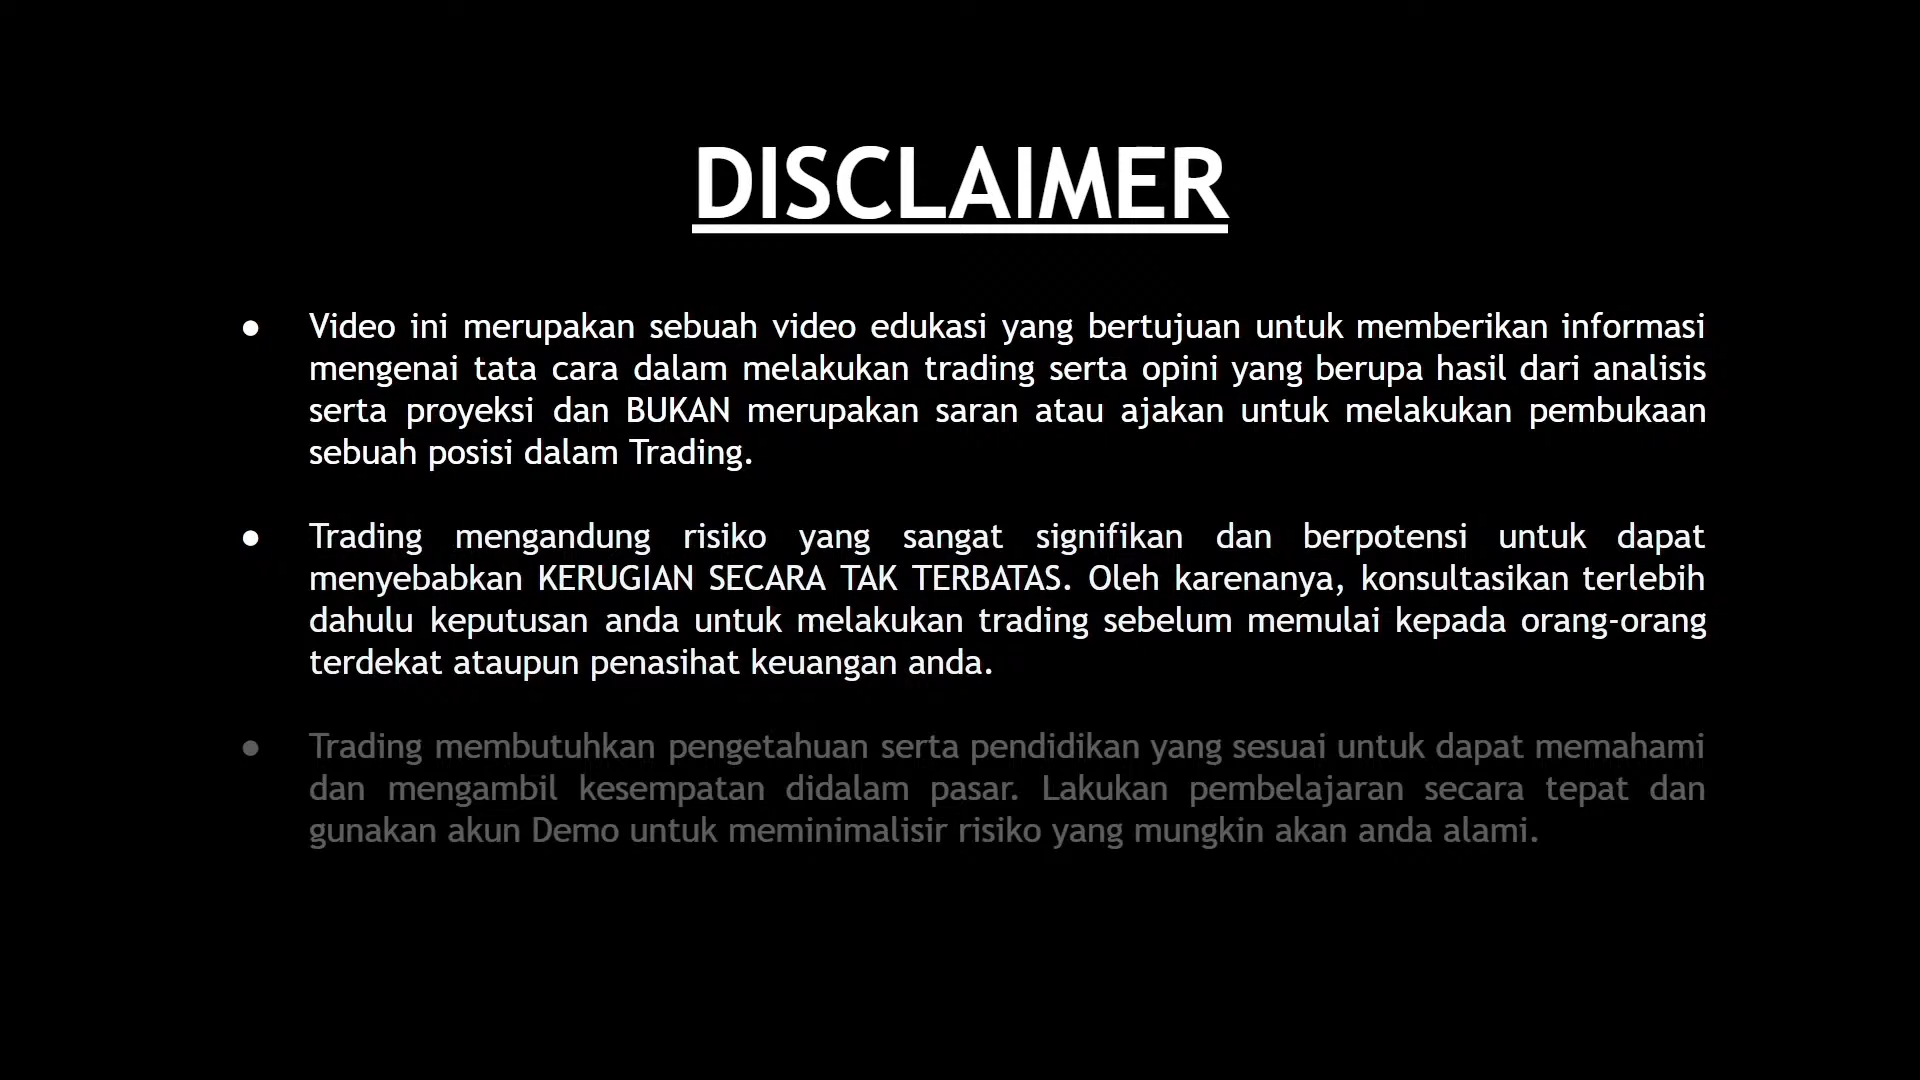 DISCLAIMER
● Video ini merupakan sebuah video edukasi yang bertujuan untuk memberikan informasi
mengenai tata cara dalam melakukan trading serta opini yang berupa hasil dari analisis
serta proyeksi dan BUKAN merupakan saran atau ajakan untuk melakukan pembukaan
sebuah posisi dalam Trading.
● Trading mengandung risiko yang sangat signifikan dan berpotensi untuk dapat
menyebabkan KERUGIAN SECARA TAK TERBATAS. Oleh karenanya, konsultasikan terlebih
dahulu keputusan anda untuk melakukan trading sebelum memulai kepada orang-orang
terdekat ataupun penasihat keuangan anda.
● Trading membutuhkan pengetahuan serta pendidikan yang sesuai untuk dapat memahami
dan mengambil kesempatan didalam pasar. Lakukan pembelajaran secara tepat dan
gunakan akun Demo untuk meminimalisir risiko yang mungkin akan anda alami.